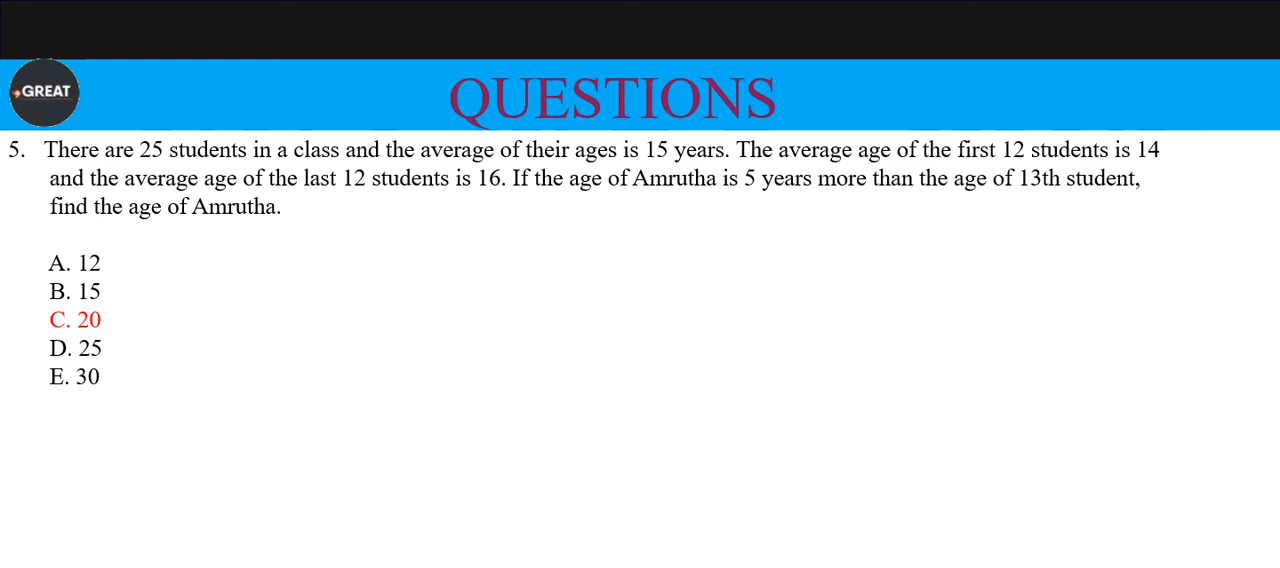 GREAT
QUESTIONS
5. There are 25 students in a class and the average of their ages is 15 years. The average age of the first 12 students is 14
and the average age of the last 12 students is 16. If the age of Amrutha is 5 years more than the age of 13th student,
find the age of Amrutha.
A. 12
B. 15
C. 20
D. 25
E. 30